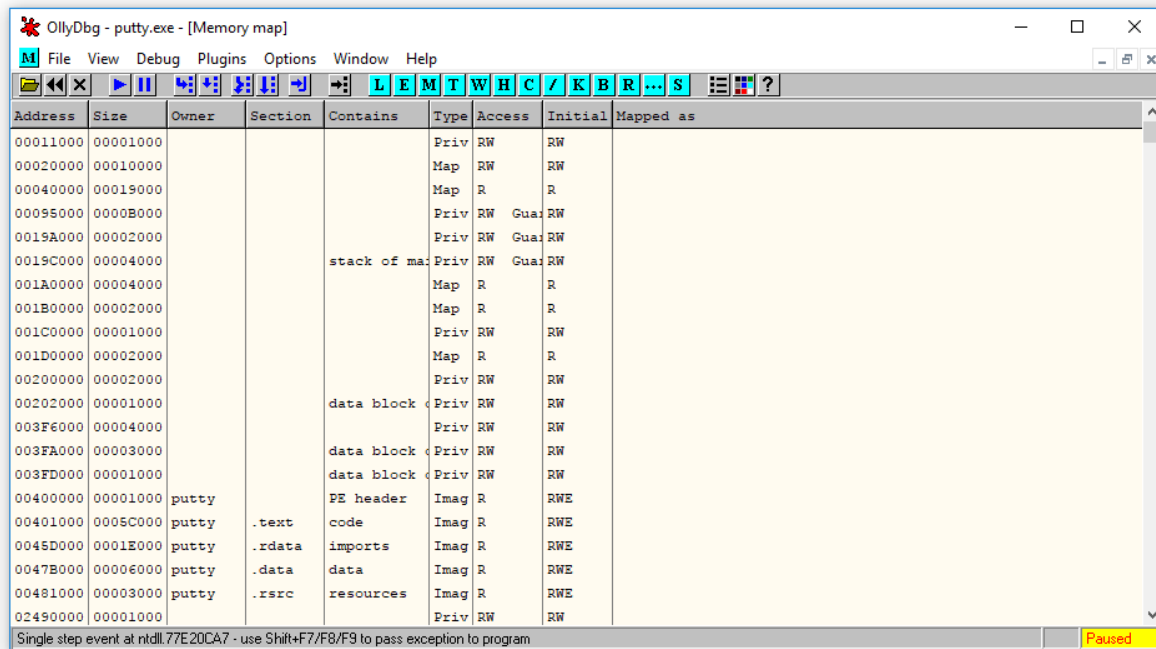 OllyDbg - putty.exe - [Memory map]
M File View Debug Plugins Options Window Help
L E M T W H C / K B R ... S ?
Address Size Owner Section Contains Type Access Initial Mapped as
00011000 00001000 Priv RW RW
00020000 00010000 Map RW RW
00040000 00019000 Map R R
00095000 0000B000 Priv RW Guar RW
0019A000 00002000 Priv RW Guar RW
0019C000 00004000 stack of mai Priv RW Guar RW
001A0000 00004000 Map R R
001B0000 00002000 Map R R
001C0000 00001000 Priv RW RW
001D0000 00002000 Map R R
00200000 00002000 Priv RW RW
00202000 00001000 data block o Priv RW RW
003F6000 00004000 Priv RW RW
003FA000 00003000 data block o Priv RW RW
003FD000 00001000 data block o Priv RW RW
00400000 00001000 putty PE header Imag R RWE
00401000 0005C000 putty .text code Imag R RWE
0045D000 0001E000 putty .rdata imports Imag R RWE
0047B000 00006000 putty .data data Imag R RWE
00481000 00003000 putty .rsrc resources Imag R RWE
02490000 00001000 Priv RW RW
Single step event at ntdll.77E20CA7 - use Shift+F7/F8/F9 to pass exception to program Paused